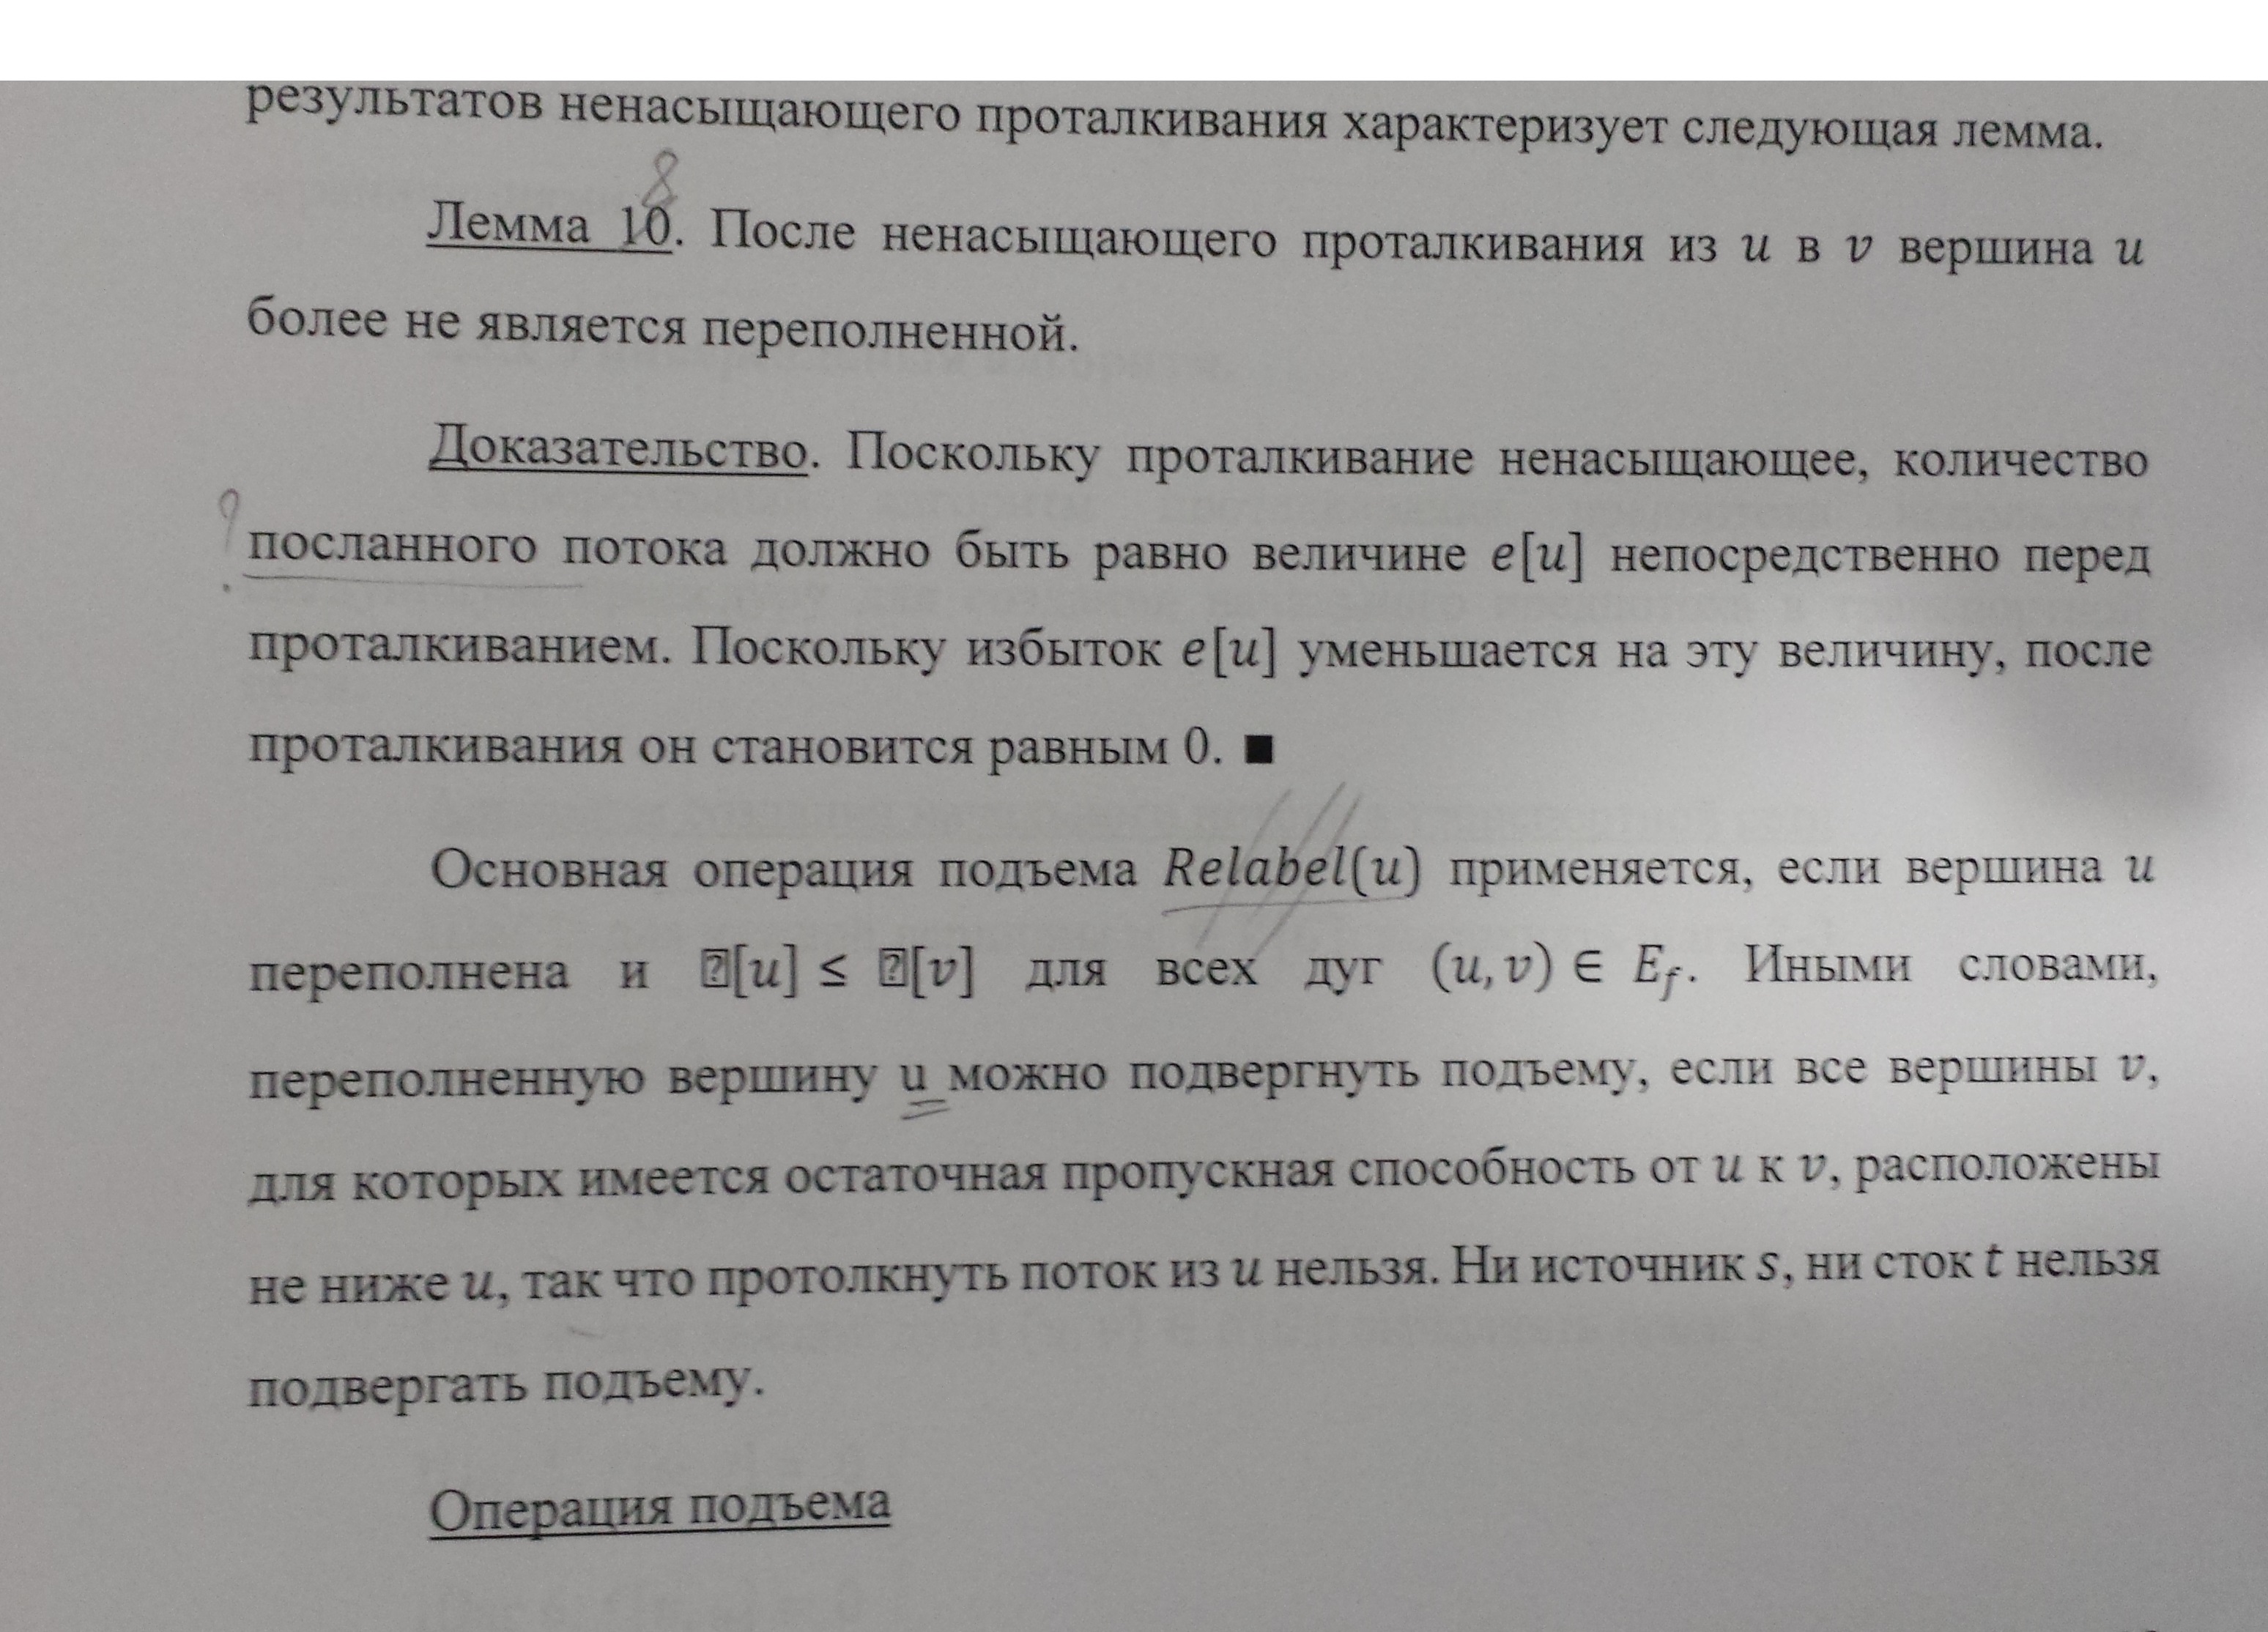 результатов ненасыщающего проталкивания характеризует следующая лемма.
8
Лемма 10. После ненасыщающего проталкивания из u в v вершина u
более не является переполненной.
Доказательство. Поскольку проталкивание ненасыщающее, количество
? посланного потока должно быть равно величине e[u] непосредственно перед
проталкиванием. Поскольку избыток e[u] уменьшается на эту величину, после
проталкивания он становится равным 0. ■
Основная операция подъема Relabel(u) применяется, если вершина u
переполнена и ⍰[u] ≤ ⍰[v] для всех дуг (u, v) ∈ E_f. Иными словами,
переполненную вершину u можно подвергнуть подъему, если все вершины v,
для которых имеется остаточная пропускная способность от u к v, расположены
не ниже u, так что протолкнуть поток из u нельзя. Ни источник s, ни сток t нельзя
подвергать подъему.
Операция подъема